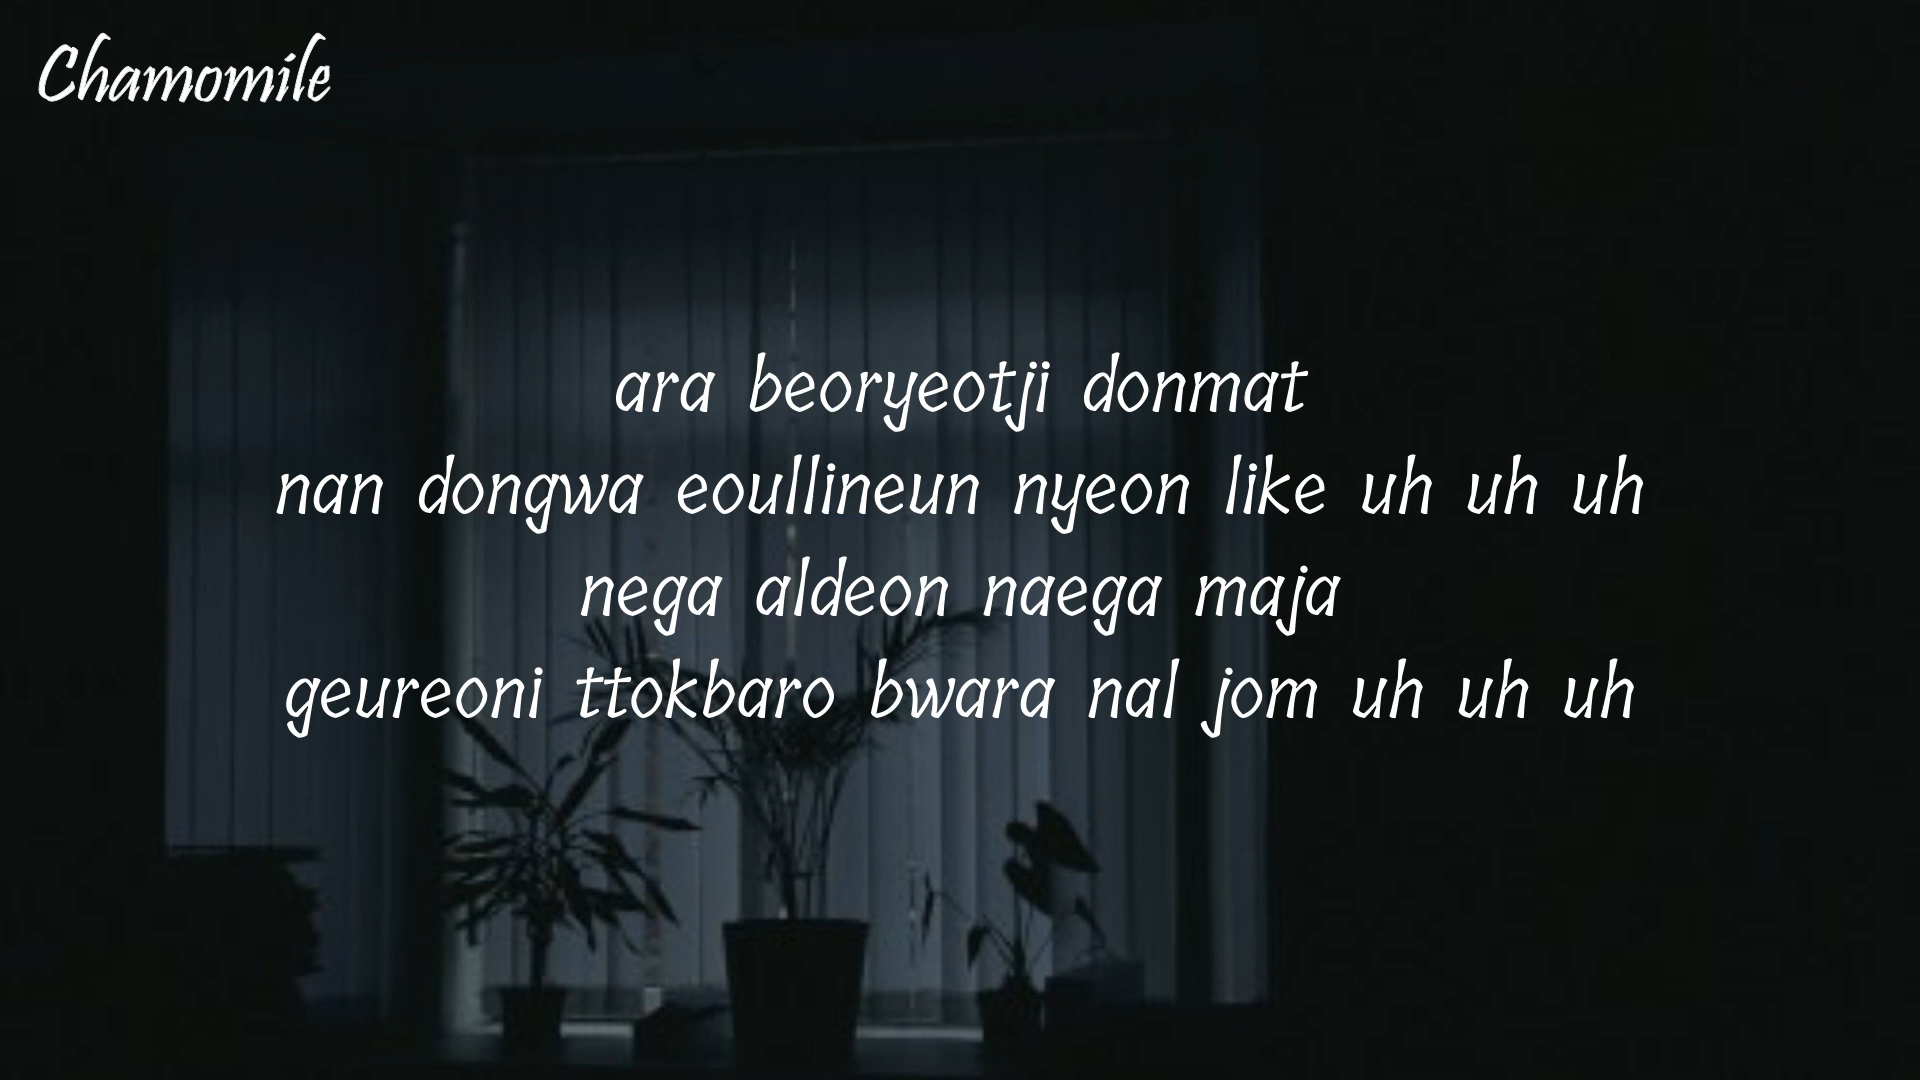 Chamomile
ara beoryeotji donmat
nan dongwa eoullineun nyeon like uh uh uh
nega aldeon naega maja
geureoni ttokbaro bwara nal jom uh uh uh